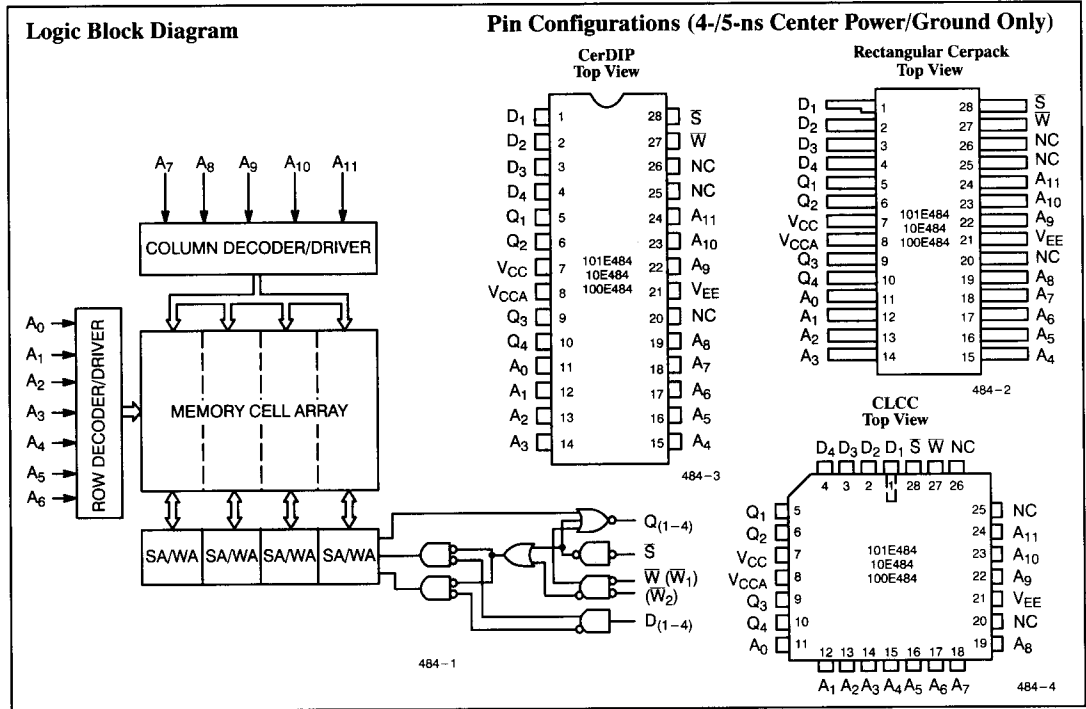 Logic Block Diagram
Pin Configurations (4-/5-ns Center Power/Ground Only)
A7 A8 A9 A10 A11
COLUMN DECODER/DRIVER
A0
A1
A2
A3
A4
A5
A6
ROW DECODER/DRIVER
MEMORY CELL ARRAY
SA/WA SA/WA SA/WA SA/WA
Q(1-4)
S̅
W̅ (W̅1)
(W̅2)
D(1-4)
484-1
CerDIP
Top View
D1 1 28 S̅
D2 2 27 W̅
D3 3 26 NC
D4 4 25 NC
Q1 5 24 A11
Q2 6 23 A10
VCC 7 22 A9
VCCA 8 21 VEE
Q3 9 20 NC
Q4 10 19 A8
A0 11 18 A7
A1 12 17 A6
A2 13 16 A5
A3 14 15 A4
101E484
10E484
100E484
484-3
Rectangular Cerpack
Top View
D1 1 28 S̅
D2 2 27 W̅
D3 3 26 NC
D4 4 25 NC
Q1 5 24 A11
Q2 6 23 A10
VCC 7 22 A9
VCCA 8 21 VEE
Q3 9 20 NC
Q4 10 19 A8
A0 11 18 A7
A1 12 17 A6
A2 13 16 A5
A3 14 15 A4
101E484
10E484
100E484
484-2
CLCC
Top View
D4 D3 D2 D1 S̅ W̅ NC
4 3 2 1 28 27 26
Q1 5 25 NC
Q2 6 24 A11
VCC 7 23 A10
VCCA 8 22 A9
Q3 9 21 VEE
Q4 10 20 NC
A0 11 19 A8
101E484
10E484
100E484
12 13 14 15 16 17 18
A1 A2 A3 A4 A5 A6 A7
484-4